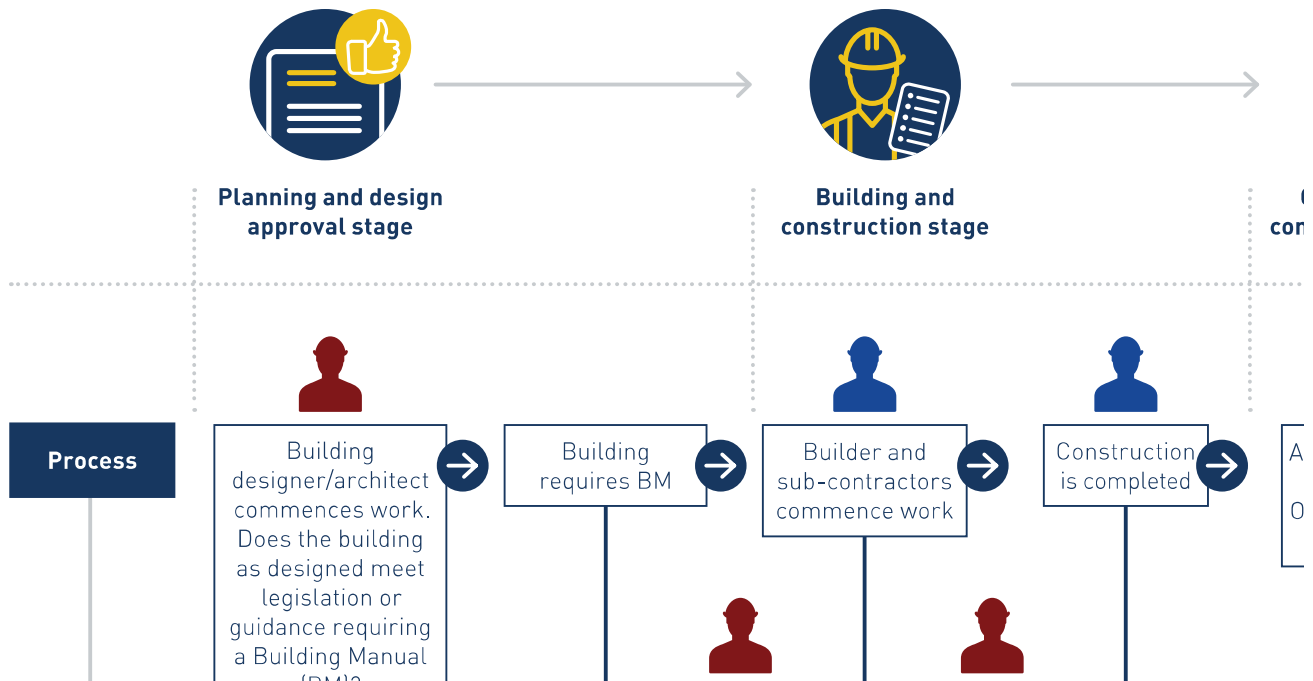 Planning and design
approval stage
Building and
construction stage
Process
Building
designer/architect
commences work.
Does the building
as designed meet
legislation or
guidance requiring
a Building Manual
(BM)?
Building
requires BM
Builder and
sub-contractors
commence work
Construction
is completed